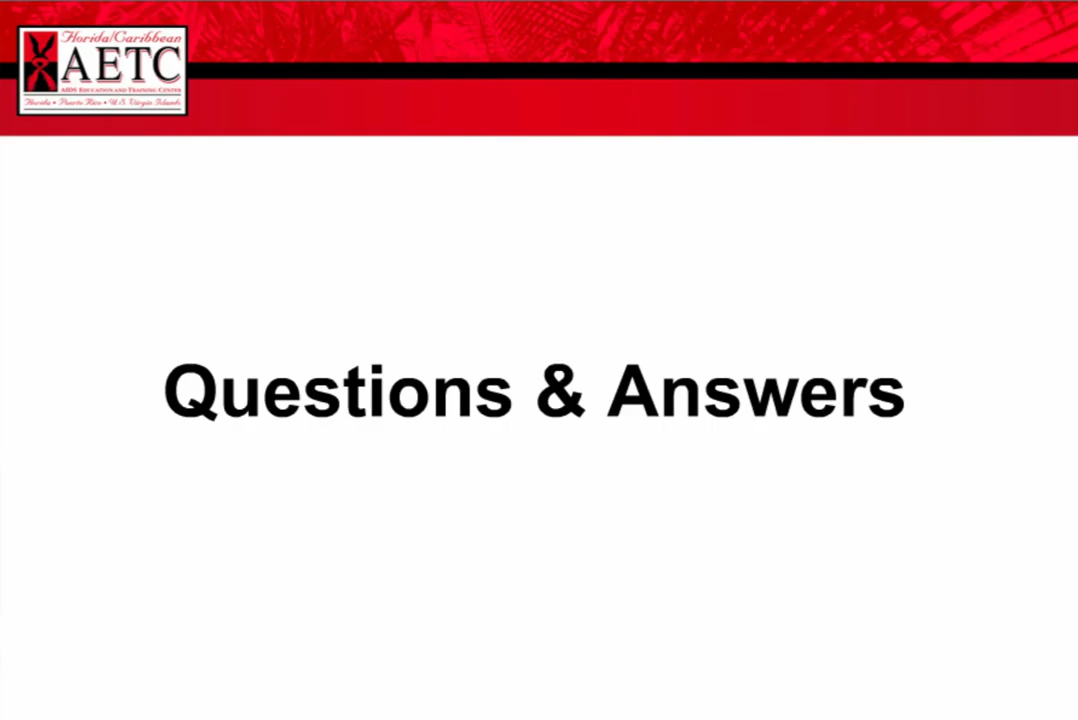 Florida/Caribbean
AETC
AIDS EDUCATION AND TRAINING CENTER
Florida • Puerto Rico • U.S. Virgin Islands
Questions & Answers